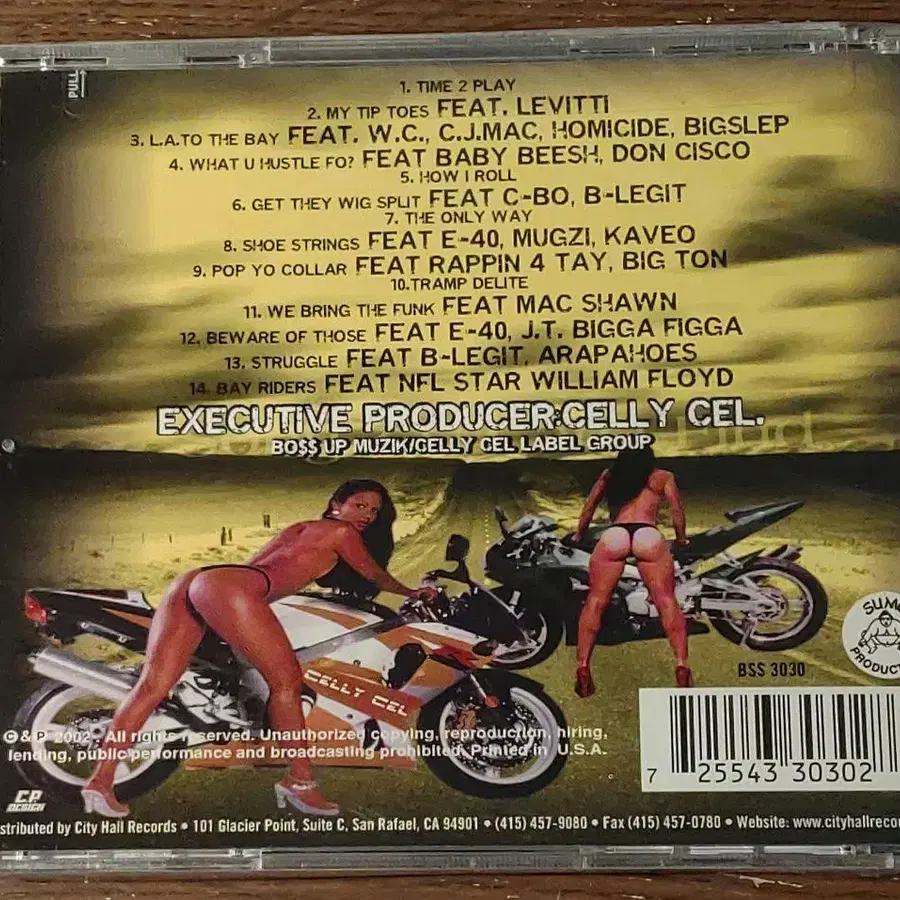 PULL
1. TIME 2 PLAY
2. MY TIP TOES FEAT. LEVITTI
3. L.A.TO THE BAY FEAT. W.C., C.J.MAC, HOMICIDE, BIGSLEP
4. WHAT U HUSTLE FO? FEAT BABY BEESH, DON CISCO
5. HOW I ROLL
6. GET THEY WIG SPLIT FEAT C-BO, B-LEGIT
7. THE ONLY WAY
8. SHOE STRINGS FEAT E-40, MUGZI, KAVEO
9. POP YO COLLAR FEAT RAPPIN 4 TAY, BIG TON
10.TRAMP DELITE
11. WE BRING THE FUNK FEAT MAC SHAWN
12. BEWARE OF THOSE FEAT E-40, J.T. BIGGA FIGGA
13. STRUGGLE FEAT B-LEGIT, ARAPAHOES
14. BAY RIDERS FEAT NFL STAR WILLIAM FLOYD
EXECUTIVE PRODUCER:CELLY CEL.
BO$$ UP MUZIK/CELLY CEL LABEL GROUP
SUMO
PRODUCT
BSS 3030
CELLY CEL
R
© & P 2002 . All rights reserved. Unauthorized copying, reproduction, hiring,
lending, public performance and broadcasting prohibited. Printed in U.S.A.
7 25543 30302
C.P.
DESIGN
stributed by City Hall Records • 101 Glacier Point, Suite C, San Rafael, CA 94901 • (415) 457-9080 • Fax (415) 457-0780 • Website: www.cityhallrecor